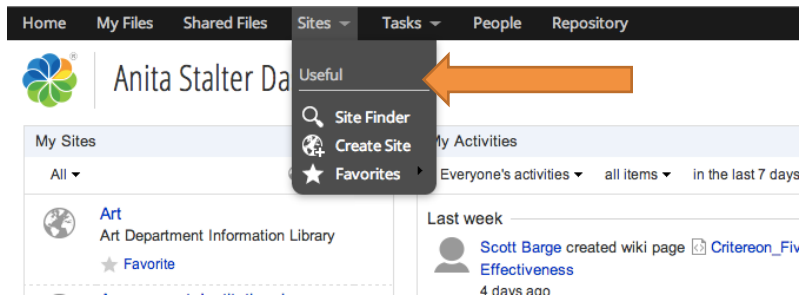 Home My Files Shared Files Sites Tasks People Repository
Anita Stalter Da
Useful
Site Finder
Create Site
Favorites
My Sites
All
Art
Art Department Information Library
Favorite
My Activities
Everyone's activities all items in the last 7 days
Last week
Scott Barge created wiki page Critereon_Fiv
Effectiveness
4 days ago